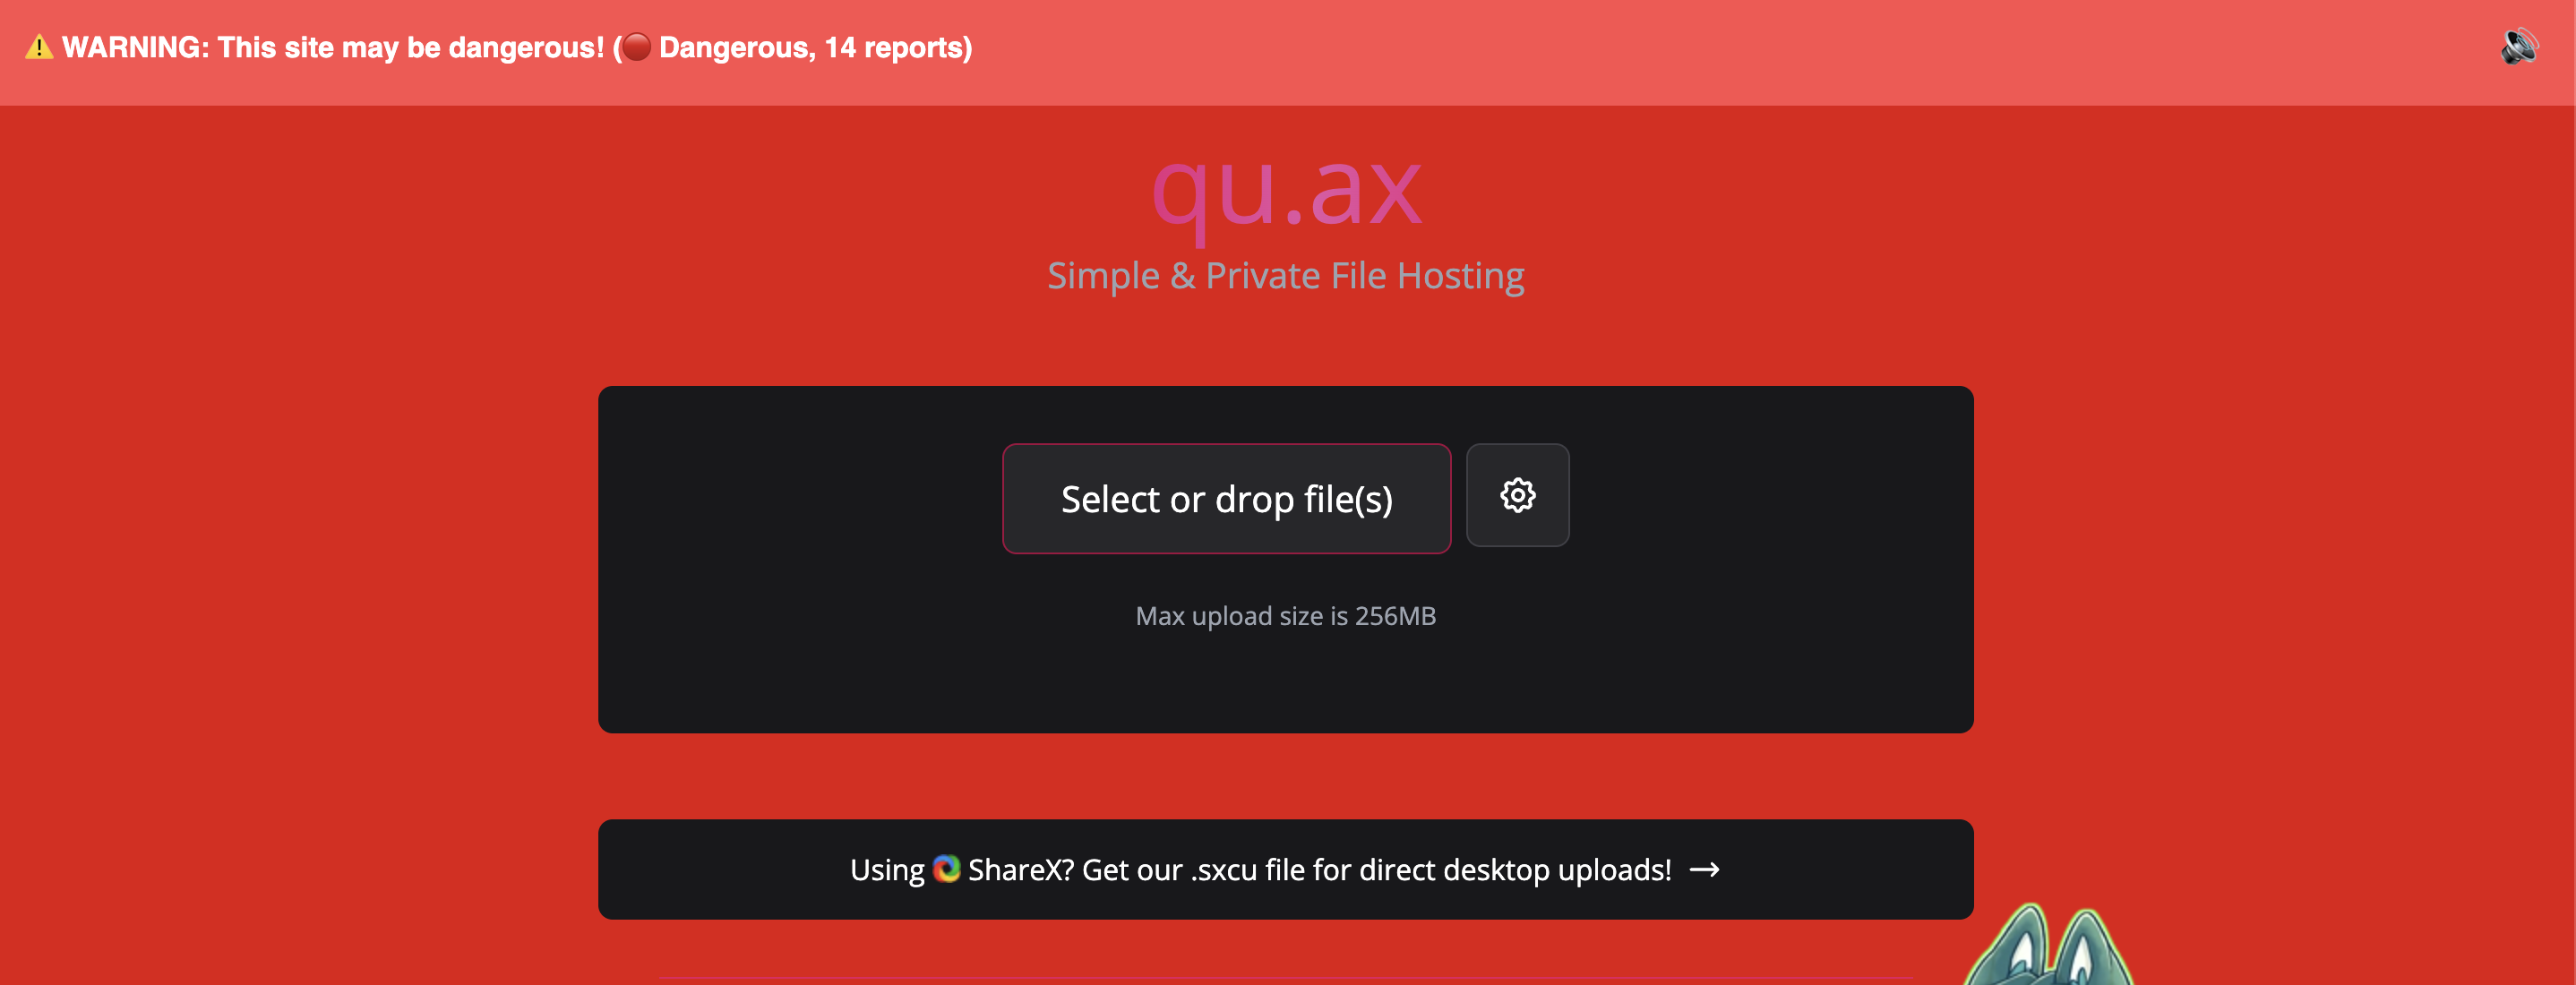 ⚠️ WARNING: This site may be dangerous! (🔴 Dangerous, 14 reports)
qu.ax
Simple & Private File Hosting
Select or drop file(s)
Max upload size is 256MB
Using ShareX? Get our .sxcu file for direct desktop uploads! →